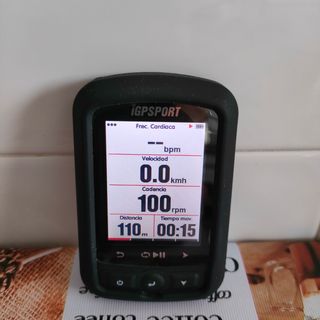 iGPSPORT
Frec. Cardiaca
-- bpm
Velocidad
0.0 kmh
Cadencia
100 rpm
Distancia Tiempo mov.
110 m 00:15
coffee
coffee